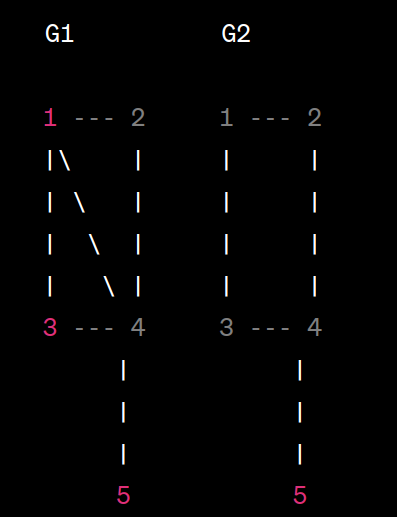 G1          G2
1 --- 2     1 --- 2
|\    |     |     |
| \   |     |     |
|  \  |     |     |
|   \ |     |     |
3 --- 4     3 --- 4
     |           |
     |           |
     |           |
     5           5